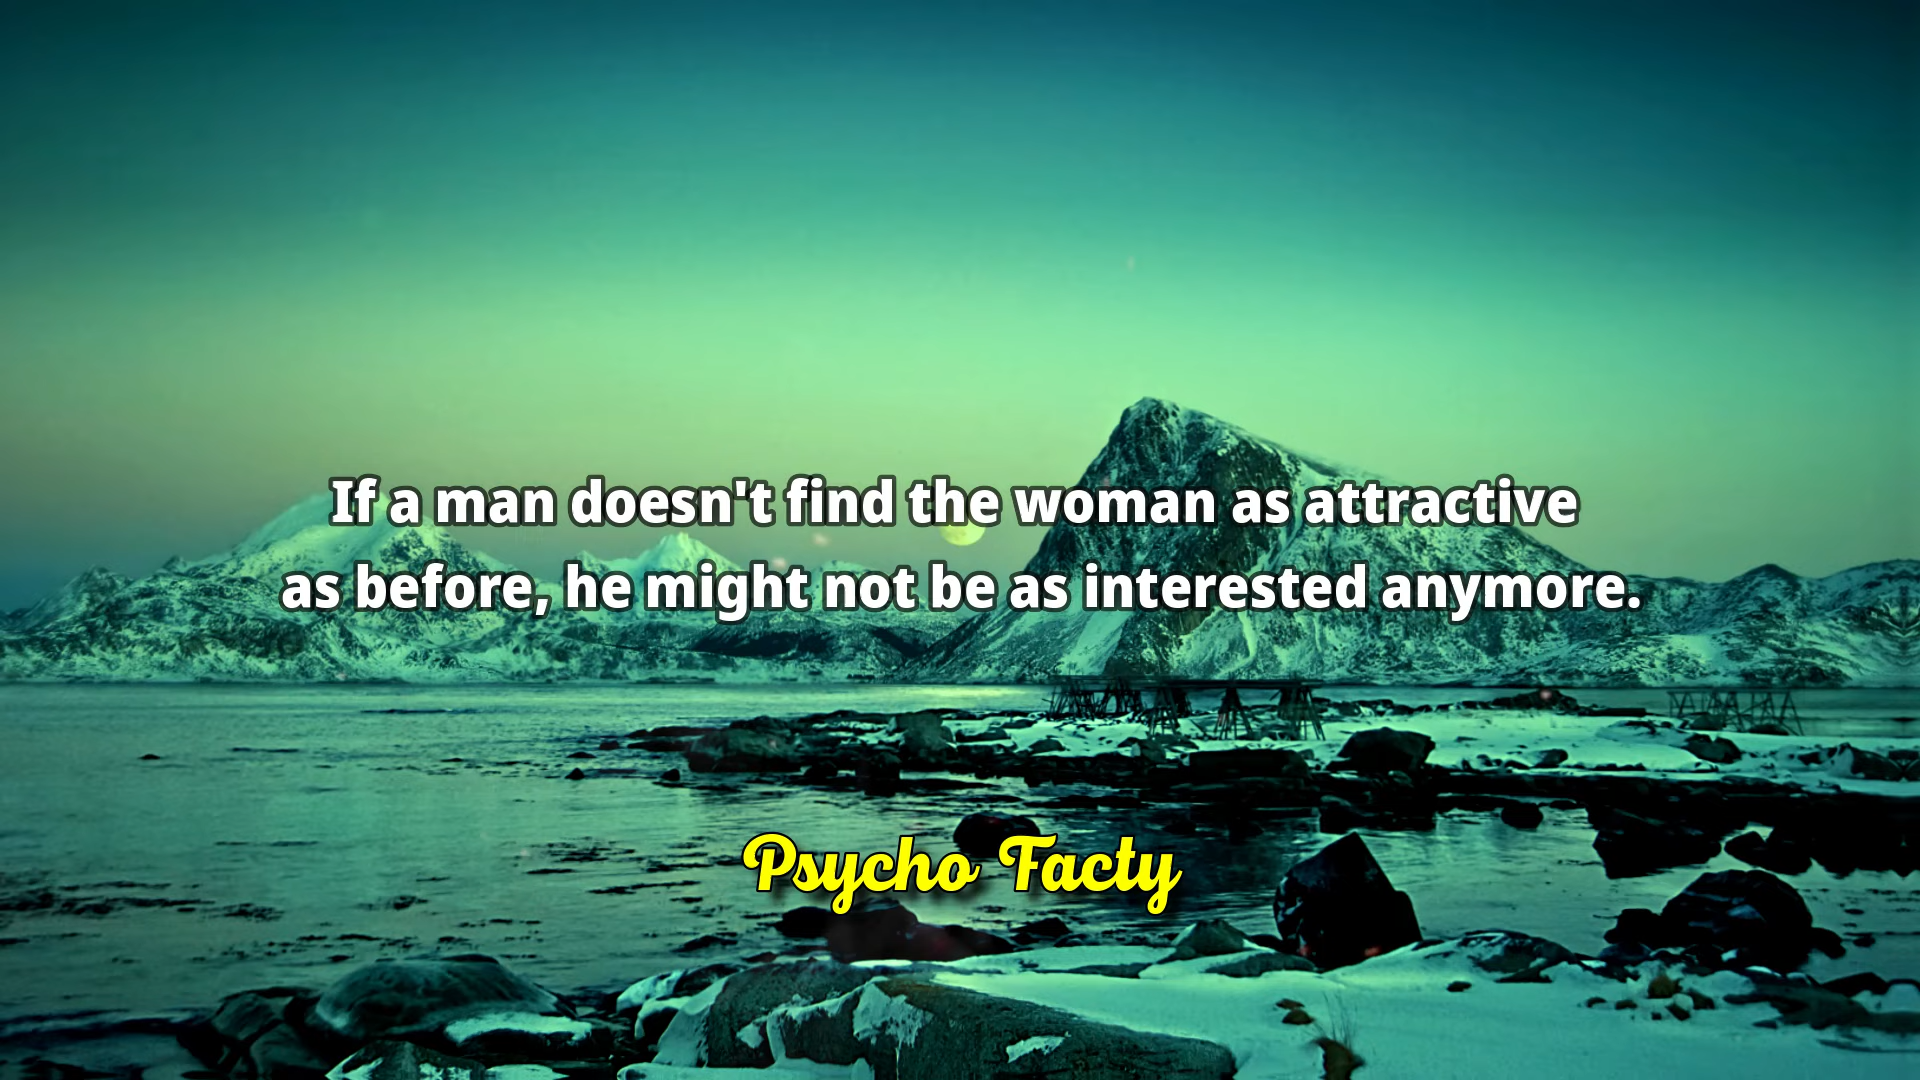 If a man doesn't find the woman as attractive
as before, he might not be as interested anymore.
Psycho Facty